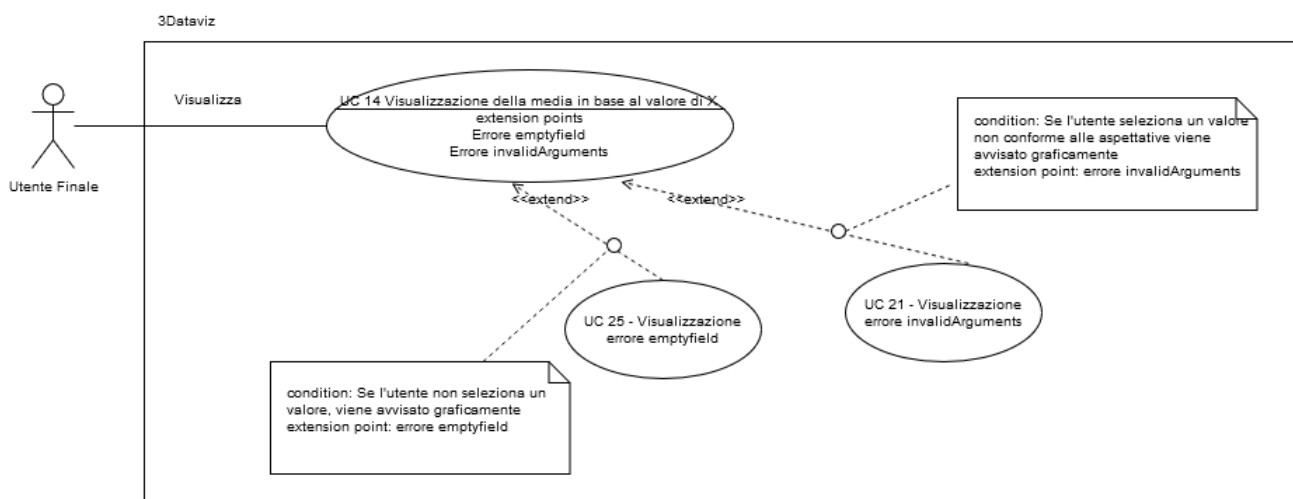 3Dataviz
Utente Finale
Visualizza
UC 14 Visualizzazione della media in base al valore di X
extension points
Errore emptyfield
Errore invalidArguments
condition: Se l'utente seleziona un valore
non conforme alle aspettative viene
avvisato graficamente
extension point: errore invalidArguments
<<extend>>
<<extend>>
UC 25 - Visualizzazione
errore emptyfield
UC 21 - Visualizzazione
errore invalidArguments
condition: Se l'utente non seleziona un
valore, viene avvisato graficamente
extension point: errore emptyfield